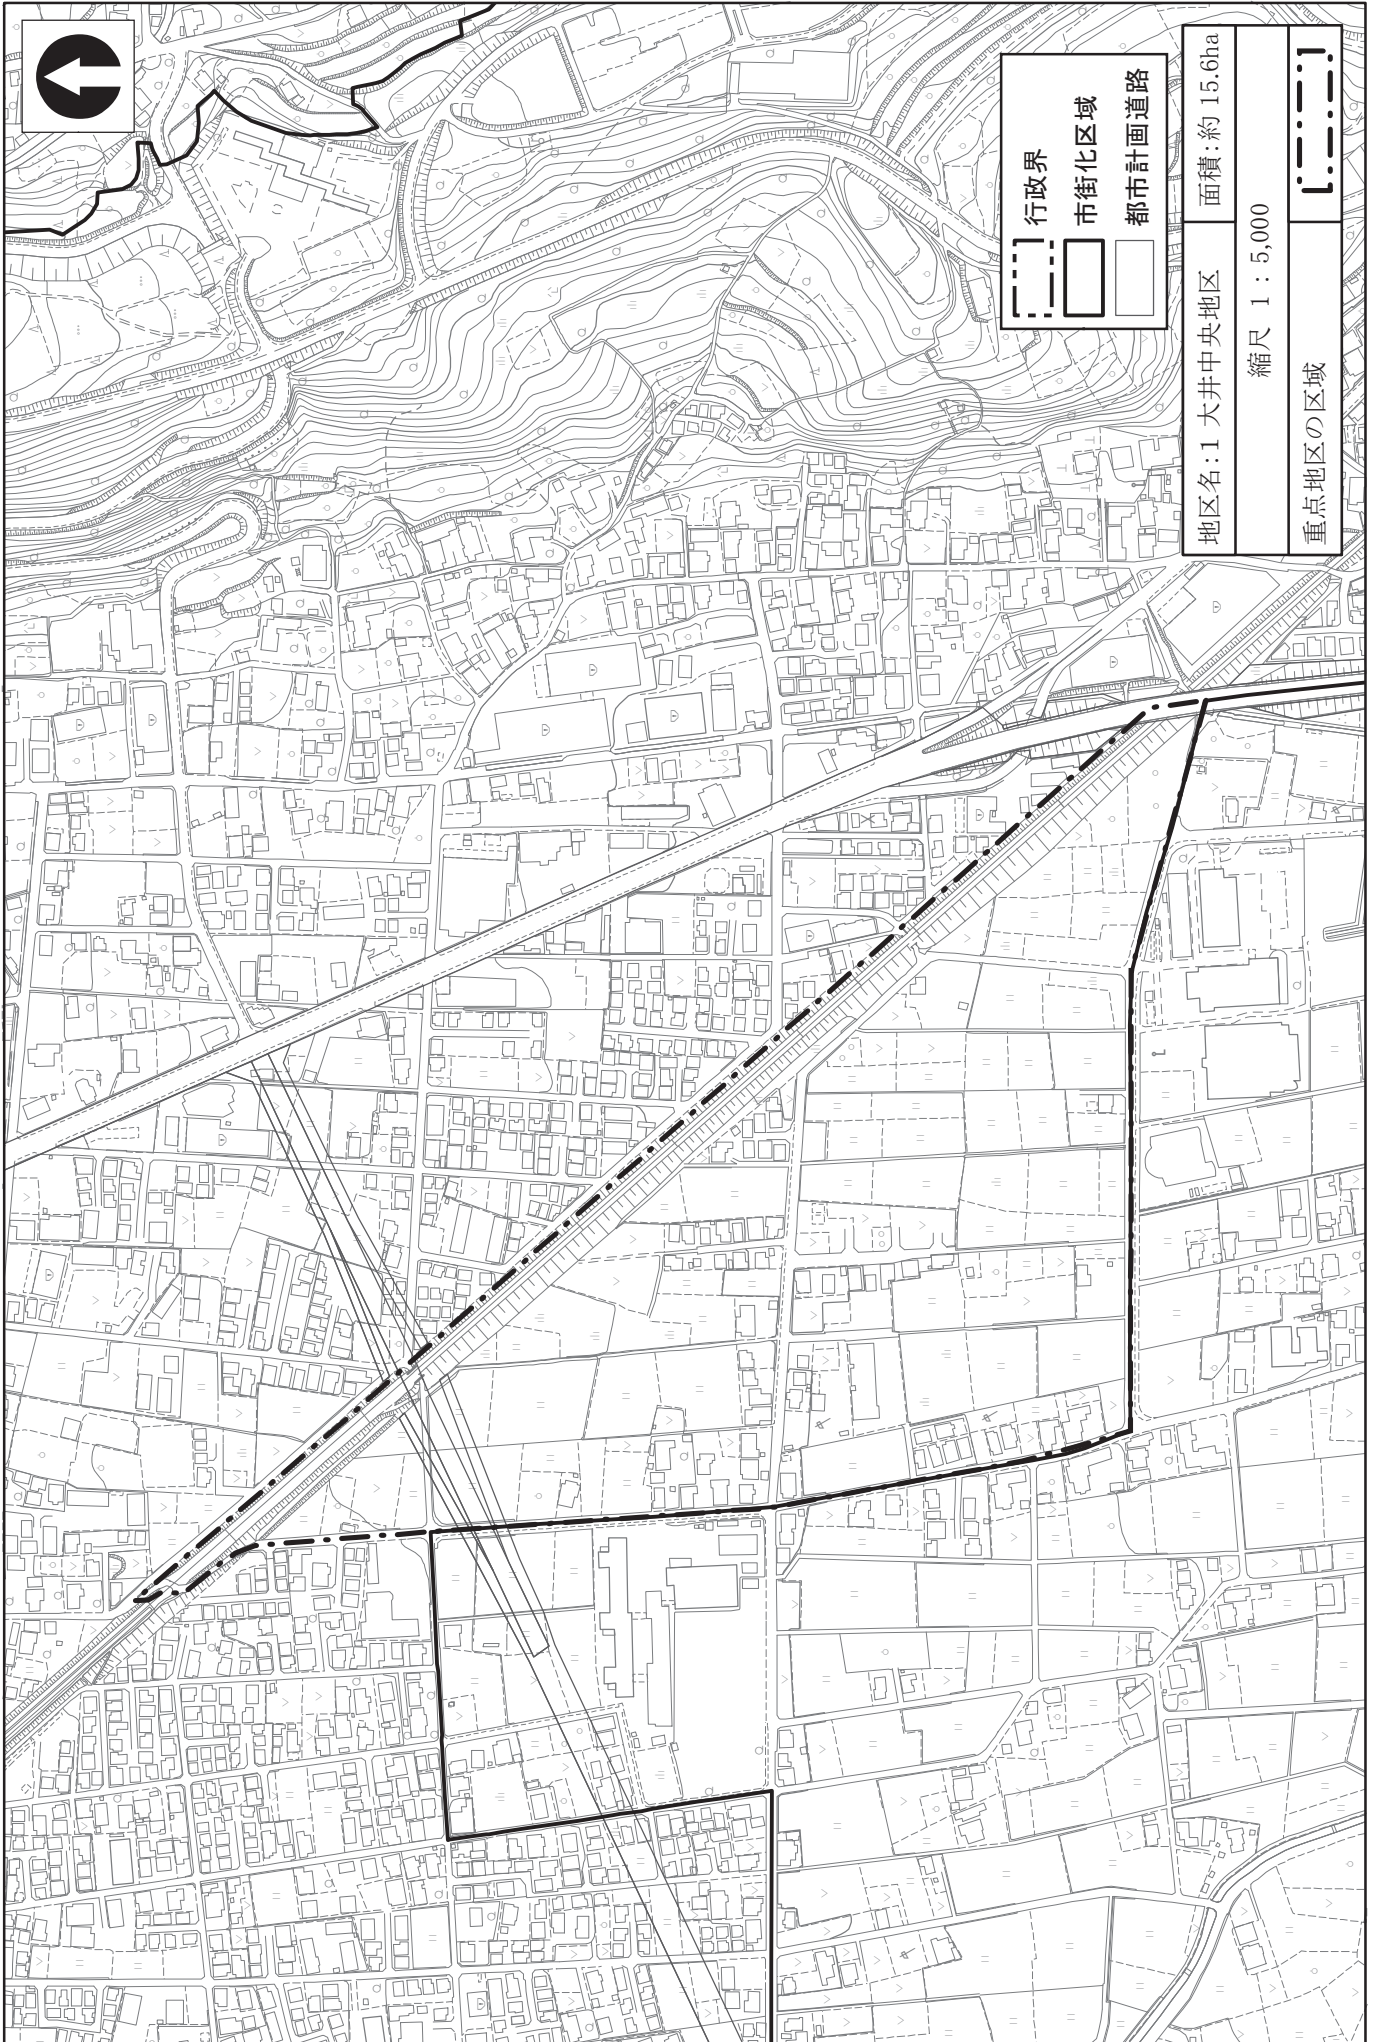 行政界
市街化区域
都市計画道路
地区名：1 大井中央地区
面積：約 15.6ha
縮尺 1：5,000
重点地区の区域